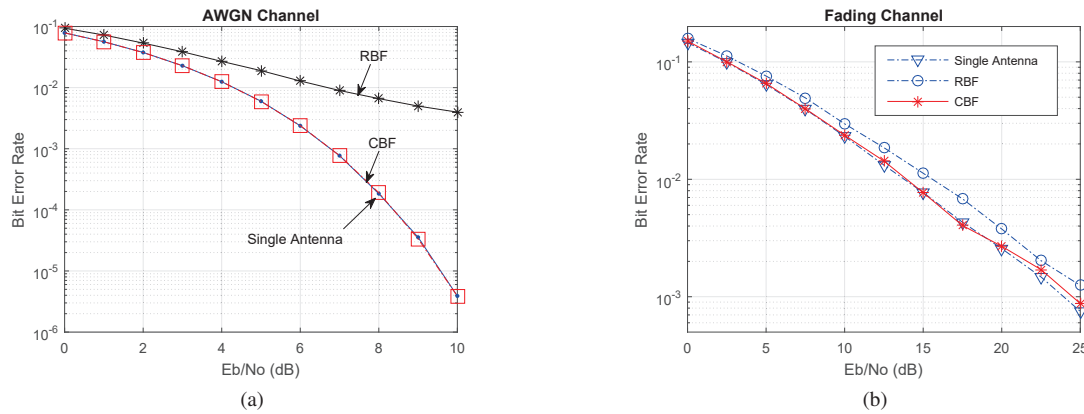 AWGN Channel
10^-1
10^-2
10^-3
10^-4
10^-5
10^-6
Bit Error Rate
RBF
CBF
Single Antenna
0 2 4 6 8 10
Eb/No (dB)
(a)
Fading Channel
10^-1
10^-2
10^-3
Bit Error Rate
Single Antenna
RBF
CBF
0 5 10 15 20 25
Eb/No (dB)
(b)